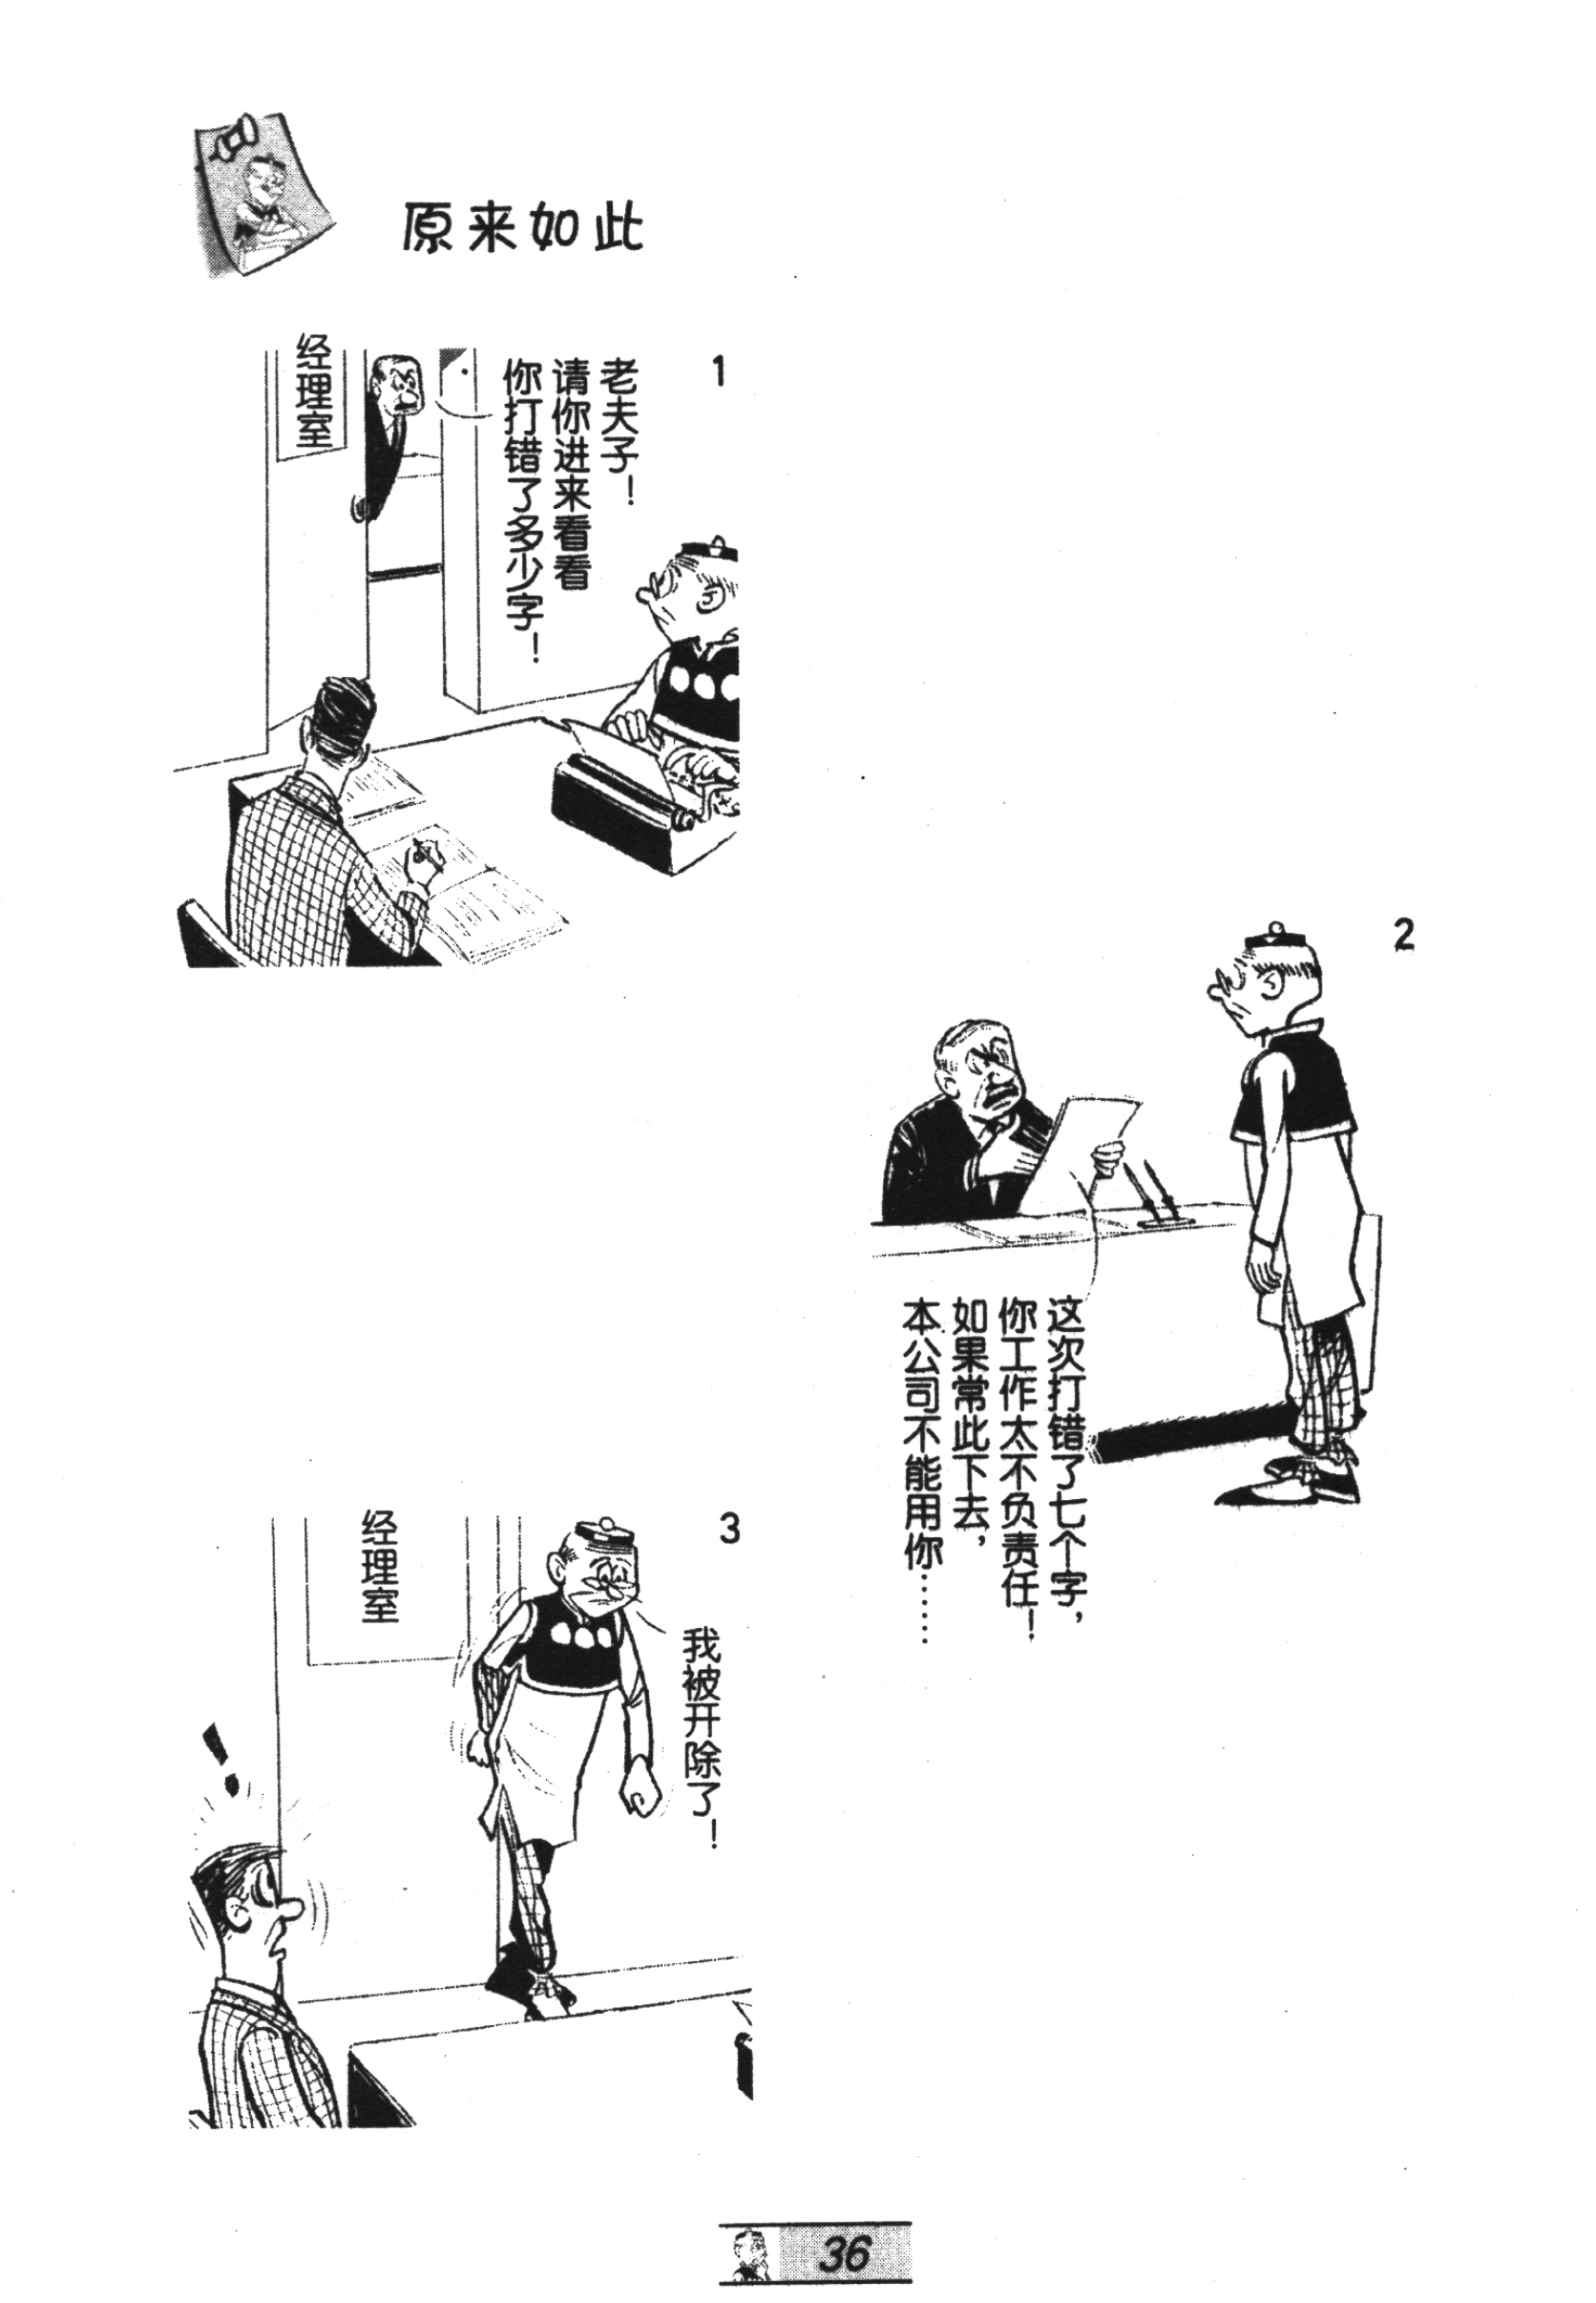 原来如此
1
经理室
老夫子！
请你进来看看
你打错了多少字！
2
这次打错了七个字，
你工作太不负责任！
如果常此下去，
本公司不能用你……
3
经理室
我被开除了！
！
36